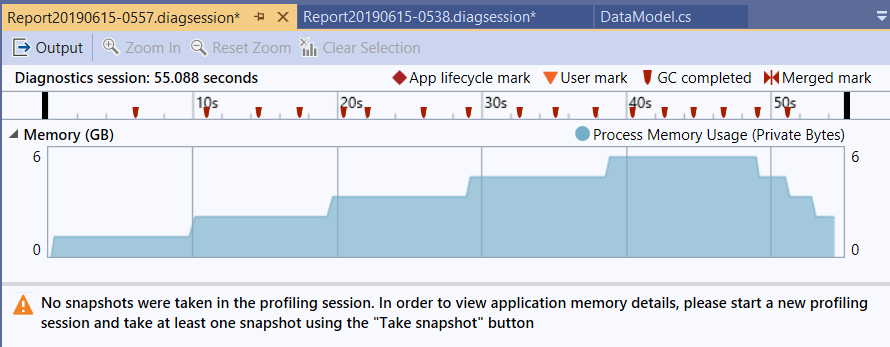 Report20190615-0557.diagsession* Report20190615-0538.diagsession* DataModel.cs
Output Zoom In Reset Zoom Clear Selection
Diagnostics session: 55.088 seconds App lifecycle mark User mark GC completed Merged mark
10s 20s 30s 40s 50s
Memory (GB) Process Memory Usage (Private Bytes)
6 6
0 0
No snapshots were taken in the profiling session. In order to view application memory details, please start a new profiling
session and take at least one snapshot using the "Take snapshot" button